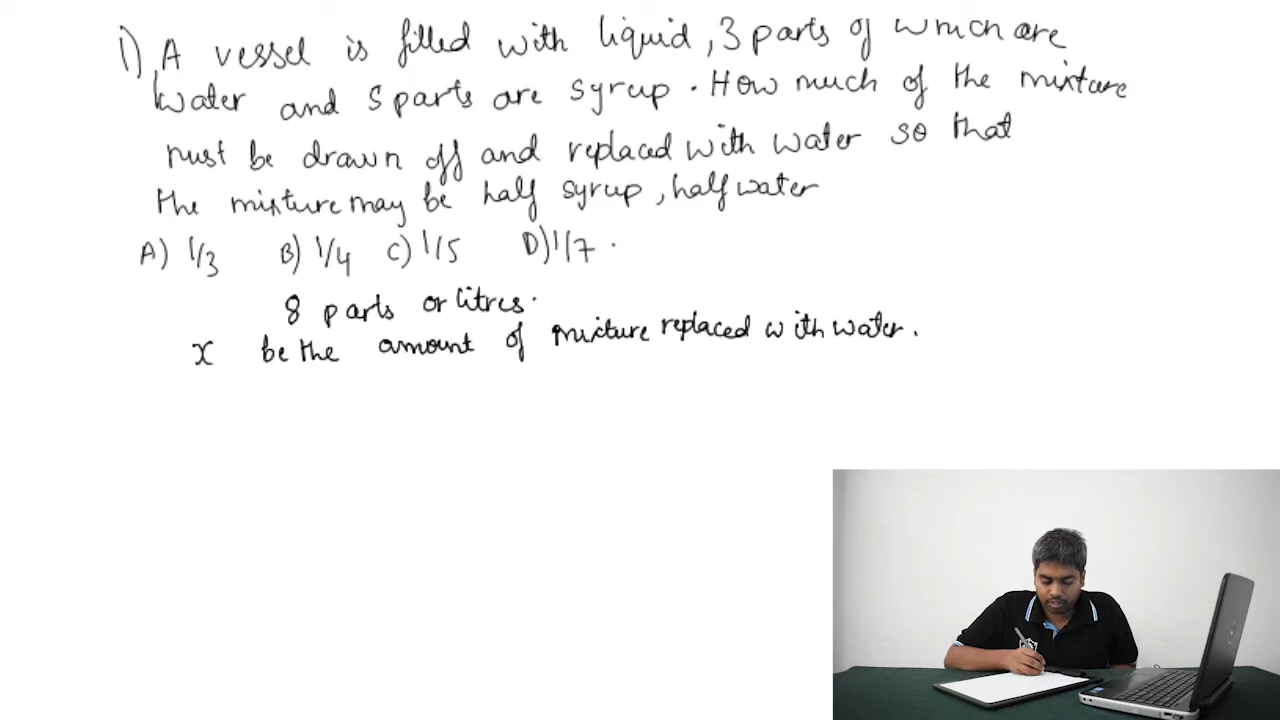 1) A vessel is filled with liquid, 3 parts of which are
water and 5 parts are syrup. How much of the mixture
must be drawn off and replaced with water so that
the mixture may be half syrup, half water
A) 1/3 B) 1/4 C) 1/5 D) 1/7.
8 parts or litres.
x be the amount of mixture replaced with water.